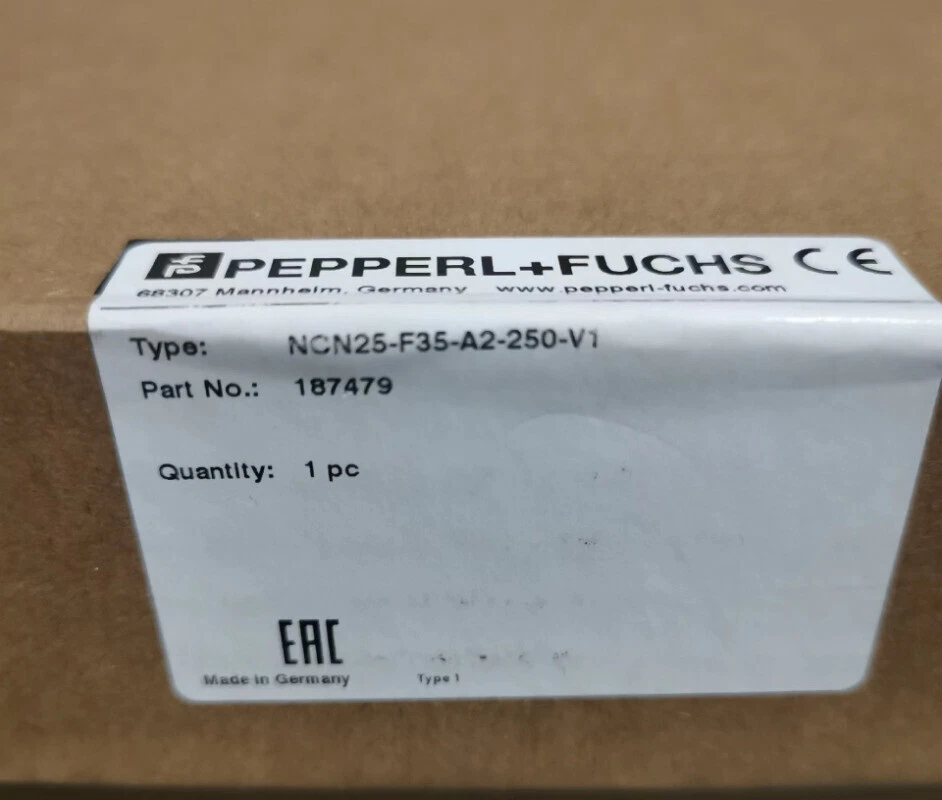 PEPPERL+FUCHS CE
68307 Mannheim, Germany www.pepperl-fuchs.com
Type: NCN25-F35-A2-250-V1
Part No.: 187479
Quantity: 1 pc
EAC
Made in Germany Type 1